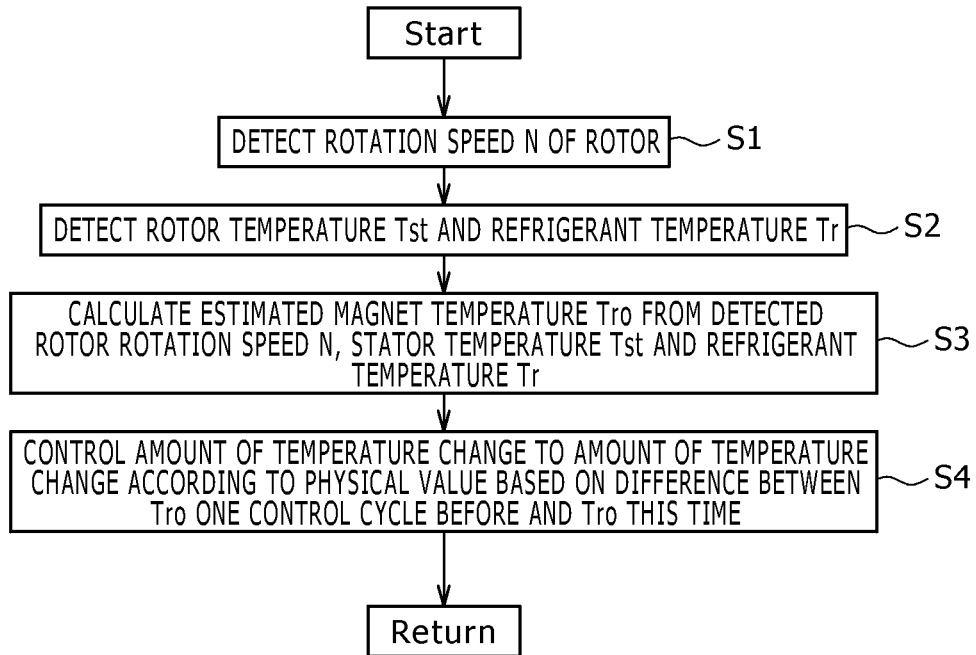 Start
DETECT ROTATION SPEED N OF ROTOR
S1
DETECT ROTOR TEMPERATURE Tst AND REFRIGERANT TEMPERATURE Tr
S2
CALCULATE ESTIMATED MAGNET TEMPERATURE Tro FROM DETECTED
ROTOR ROTATION SPEED N, STATOR TEMPERATURE Tst AND REFRIGERANT
TEMPERATURE Tr
S3
CONTROL AMOUNT OF TEMPERATURE CHANGE TO AMOUNT OF TEMPERATURE
CHANGE ACCORDING TO PHYSICAL VALUE BASED ON DIFFERENCE BETWEEN
Tro ONE CONTROL CYCLE BEFORE AND Tro THIS TIME
S4
Return